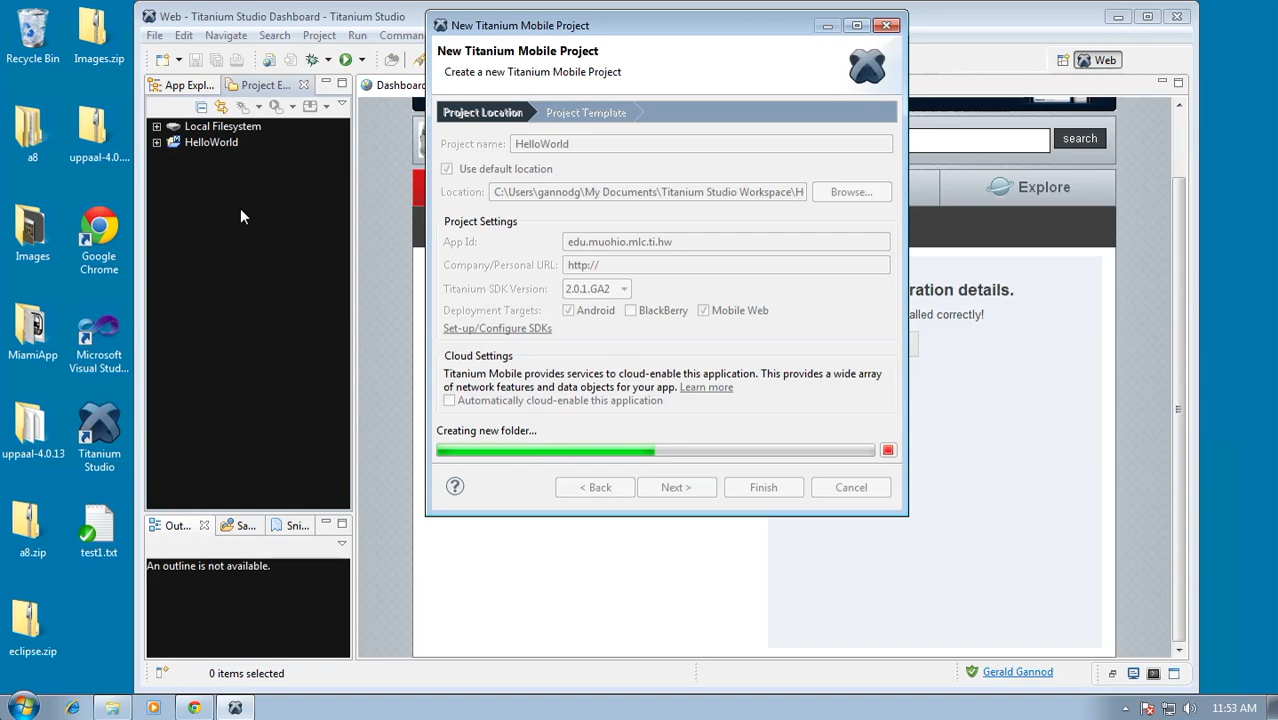 Web - Titanium Studio Dashboard - Titanium Studio
File Edit Navigate Search Project Run Comman
App Expl...
Project E...
Dashboard
Web
Local Filesystem
HelloWorld
search
Explore
ration details.
alled correctly!
Out...
Sa...
Sni...
An outline is not available.
0 items selected
Gerald Gannod
New Titanium Mobile Project
New Titanium Mobile Project
Create a new Titanium Mobile Project
Project Location
Project Template
Project name:
HelloWorld
Use default location
Location:
C:\Users\gannodg\My Documents\Titanium Studio Workspace\H
Browse...
Project Settings
App Id:
edu.muohio.mlc.ti.hw
Company/Personal URL:
http://
Titanium SDK Version:
2.0.1.GA2
Deployment Targets:
Android
BlackBerry
Mobile Web
Set-up/Configure SDKs
Cloud Settings
Titanium Mobile provides services to cloud-enable this application. This provides a wide array
of network features and data objects for your app. Learn more
Automatically cloud-enable this application
Creating new folder...
< Back
Next >
Finish
Cancel
Recycle Bin
Images.zip
a8
uppaal-4.0....
Images
Google
Chrome
MiamiApp
Microsoft
Visual Stud...
uppaal-4.0.13
Titanium
Studio
a8.zip
test1.txt
eclipse.zip
11:53 AM